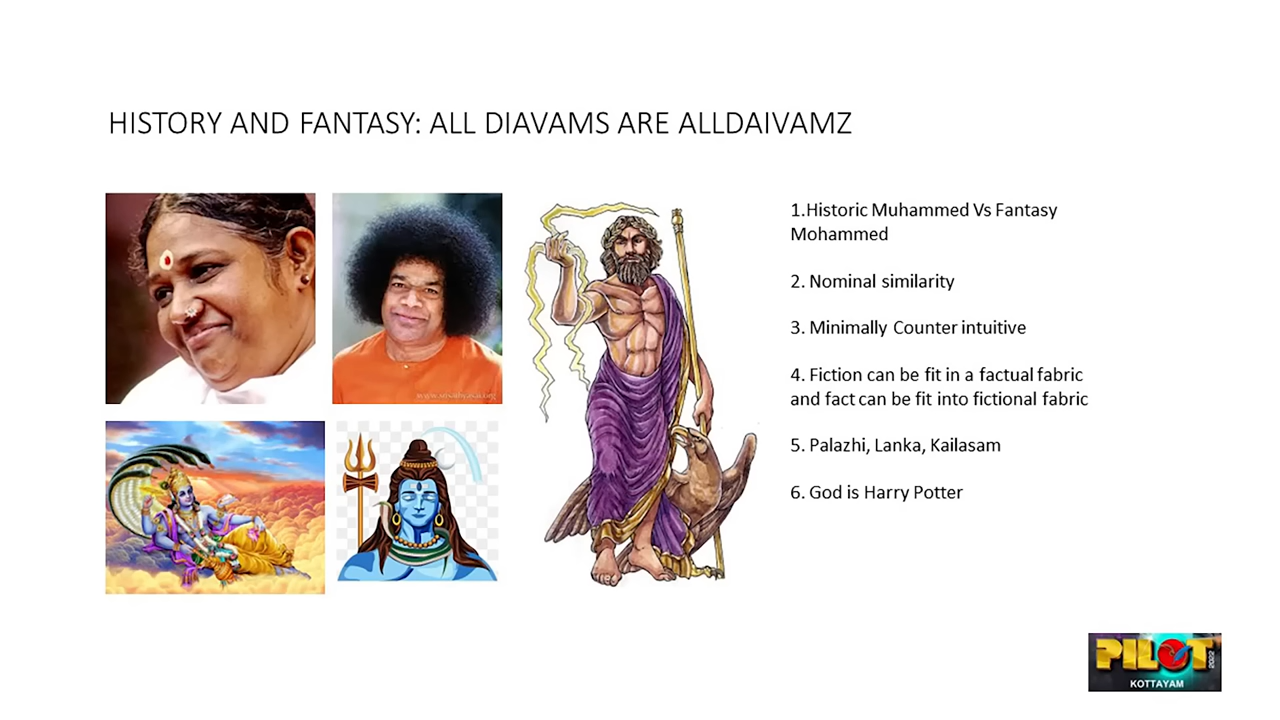 HISTORY AND FANTASY: ALL DIAVAMS ARE ALLDAIVAMZ
1.Historic Muhammed Vs Fantasy
Mohammed
2. Nominal similarity
3. Minimally Counter intuitive
4. Fiction can be fit in a factual fabric
and fact can be fit into fictional fabric
5. Palazhi, Lanka, Kailasam
6. God is Harry Potter
PILOT
2022
KOTTAYAM